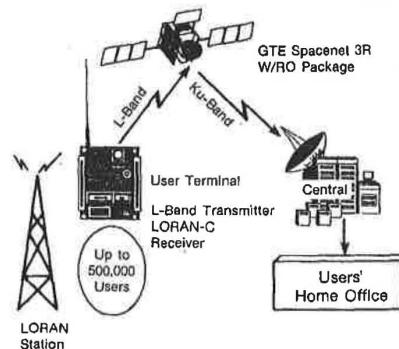 GTE Spacenet 3R
W/RO Package
L-Band
Ku-Band
User Terminal
L-Band Transmitter
LORAN-C
Receiver
Central
Up to
500,000
Users
Users'
Home Office
LORAN
Station